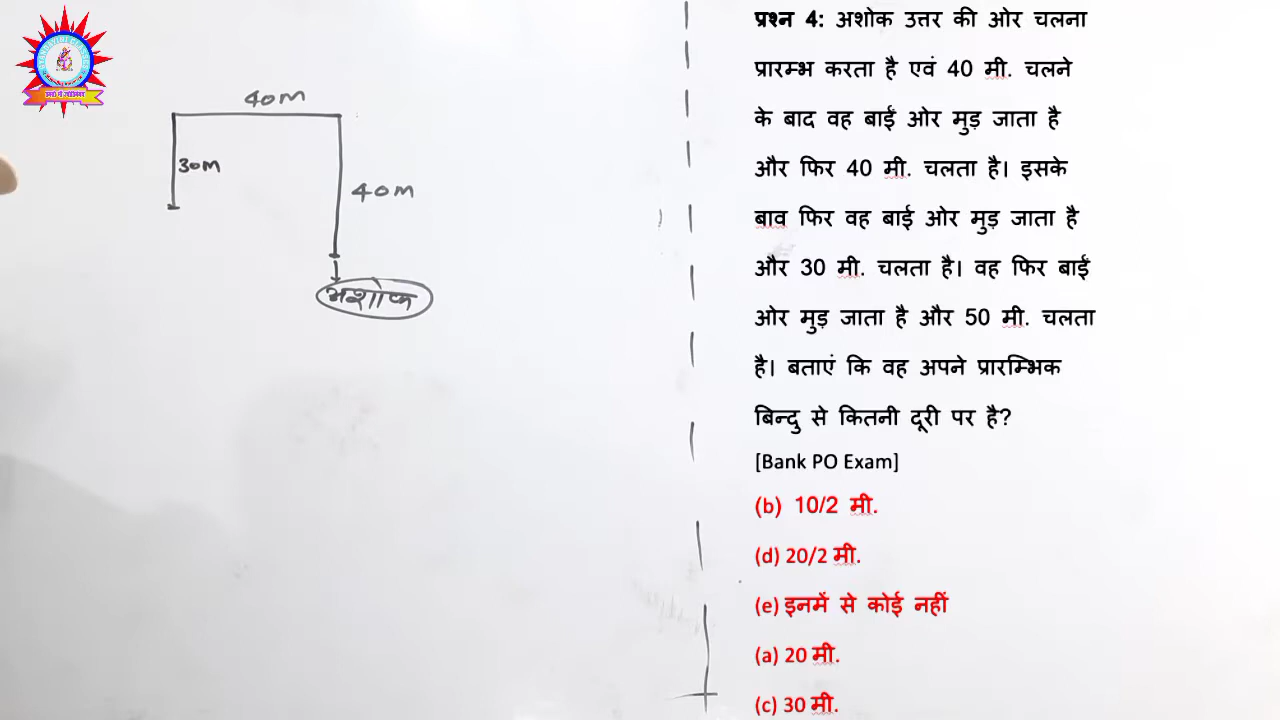 40m
30m
40m
अशोक
प्रश्न 4: अशोक उत्तर की ओर चलना
प्रारम्भ करता है एवं 40 मी. चलने
के बाद वह बाईं ओर मुड़ जाता है
और फिर 40 मी. चलता है। इसके
बाव फिर वह बाई ओर मुड़ जाता है
और 30 मी. चलता है। वह फिर बाईं
ओर मुड़ जाता है और 50 मी. चलता
है। बताएं कि वह अपने प्रारम्भिक
बिन्दु से कितनी दूरी पर है?
[Bank PO Exam]
(b) 10/2 मी.
(d) 20/2 मी.
(e) इनमें से कोई नहीं
(a) 20 मी.
(c) 30 मी.